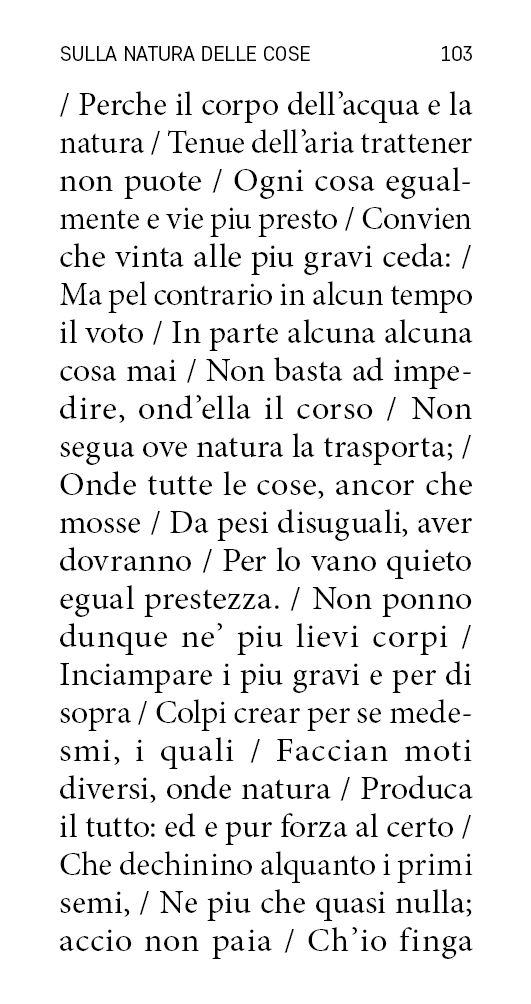 SULLA NATURA DELLE COSE 103
/ Perche il corpo dell’acqua e la
natura / Tenue dell’aria trattener
non puote / Ogni cosa egual-
mente e vie piu presto / Convien
che vinta alle piu gravi ceda: /
Ma pel contrario in alcun tempo
il voto / In parte alcuna alcuna
cosa mai / Non basta ad impe-
dire, ond’ella il corso / Non
segua ove natura la trasporta; /
Onde tutte le cose, ancor che
mosse / Da pesi disuguali, aver
dovranno / Per lo vano quieto
egual prestezza. / Non ponno
dunque ne’ piu lievi corpi /
Inciampare i piu gravi e per di
sopra / Colpi crear per se mede-
smi, i quali / Faccian moti
diversi, onde natura / Produca
il tutto: ed e pur forza al certo /
Che dechinino alquanto i primi
semi, / Ne piu che quasi nulla;
accio non paia / Ch’io finga